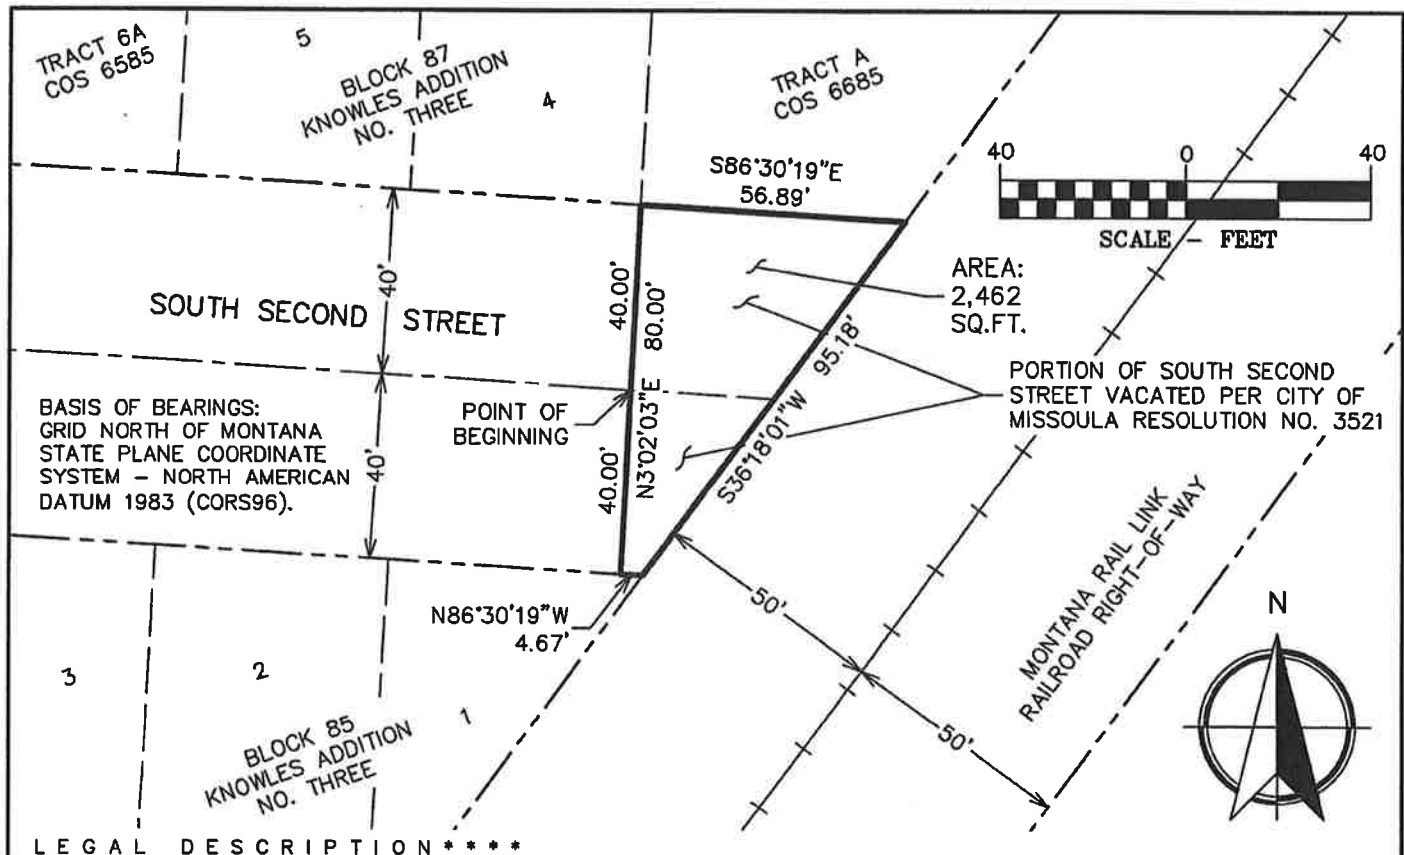 TRACT 6A
COS 6585
5
BLOCK 87
KNOWLES ADDITION
NO. THREE
4
TRACT A
COS 6685
S86°30'19"E
56.89'
40 0 40
SCALE - FEET
AREA:
2,462
SQ.FT.
SOUTH SECOND STREET
40'
40'
40.00'
40.00'
N3°02'03"E 80.00'
95.18'
S36°18'01"W
PORTION OF SOUTH SECOND
STREET VACATED PER CITY OF
MISSOULA RESOLUTION NO. 3521
BASIS OF BEARINGS:
GRID NORTH OF MONTANA
STATE PLANE COORDINATE
SYSTEM - NORTH AMERICAN
DATUM 1983 (CORS96).
POINT OF
BEGINNING
N86°30'19"W
4.67'
50'
50'
MONTANA RAIL LINK
RAILROAD RIGHT-OF-WAY
N
3
2
1
BLOCK 85
KNOWLES ADDITION
NO. THREE
LEGAL DESCRIPTION****